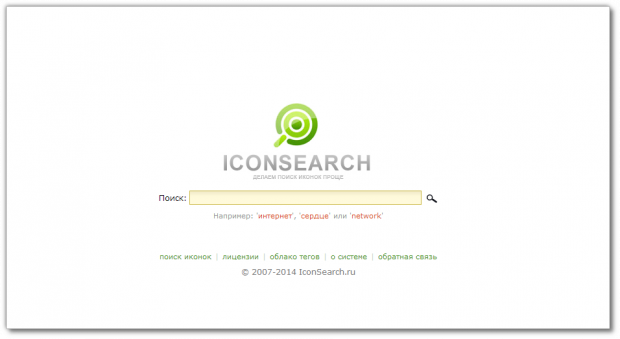 ICONSEARCH
ДЕЛАЕМ ПОИСК ИКОНОК ПРОЩЕ
Поиск:
Например: 'интернет', 'сердце' или 'network'
поиск иконок | лицензии | облако тегов | о системе | обратная связь
© 2007-2014 IconSearch.ru